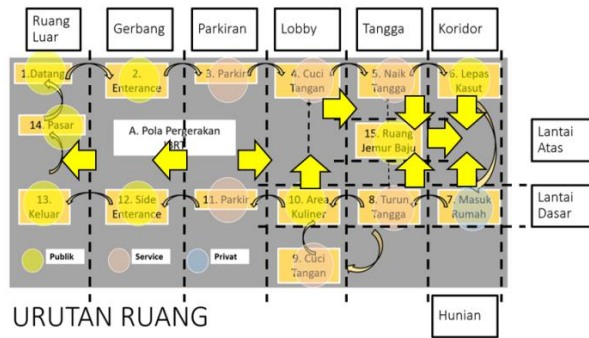 Ruang
Luar
Gerbang
Parkiran
Lobby
Tangga
Koridor
1.Datang
2.
Enterance
3. Parkir
4. Cuci
Tangan
5. Naik
Tangga
6. Lepas
Kasut
14. Pasar
A. Pola Pergerakan
15. Ruang
Jemur Baju
Lantai
Atas
13.
Keluar
12. Side
Enterance
11. Parkir
10. Area
Kuliner
8. Turun
Tangga
7. Masuk
Rumah
Lantai
Dasar
Publik
Service
Privat
9. Cuci
Tangan
URUTAN RUANG
Hunian